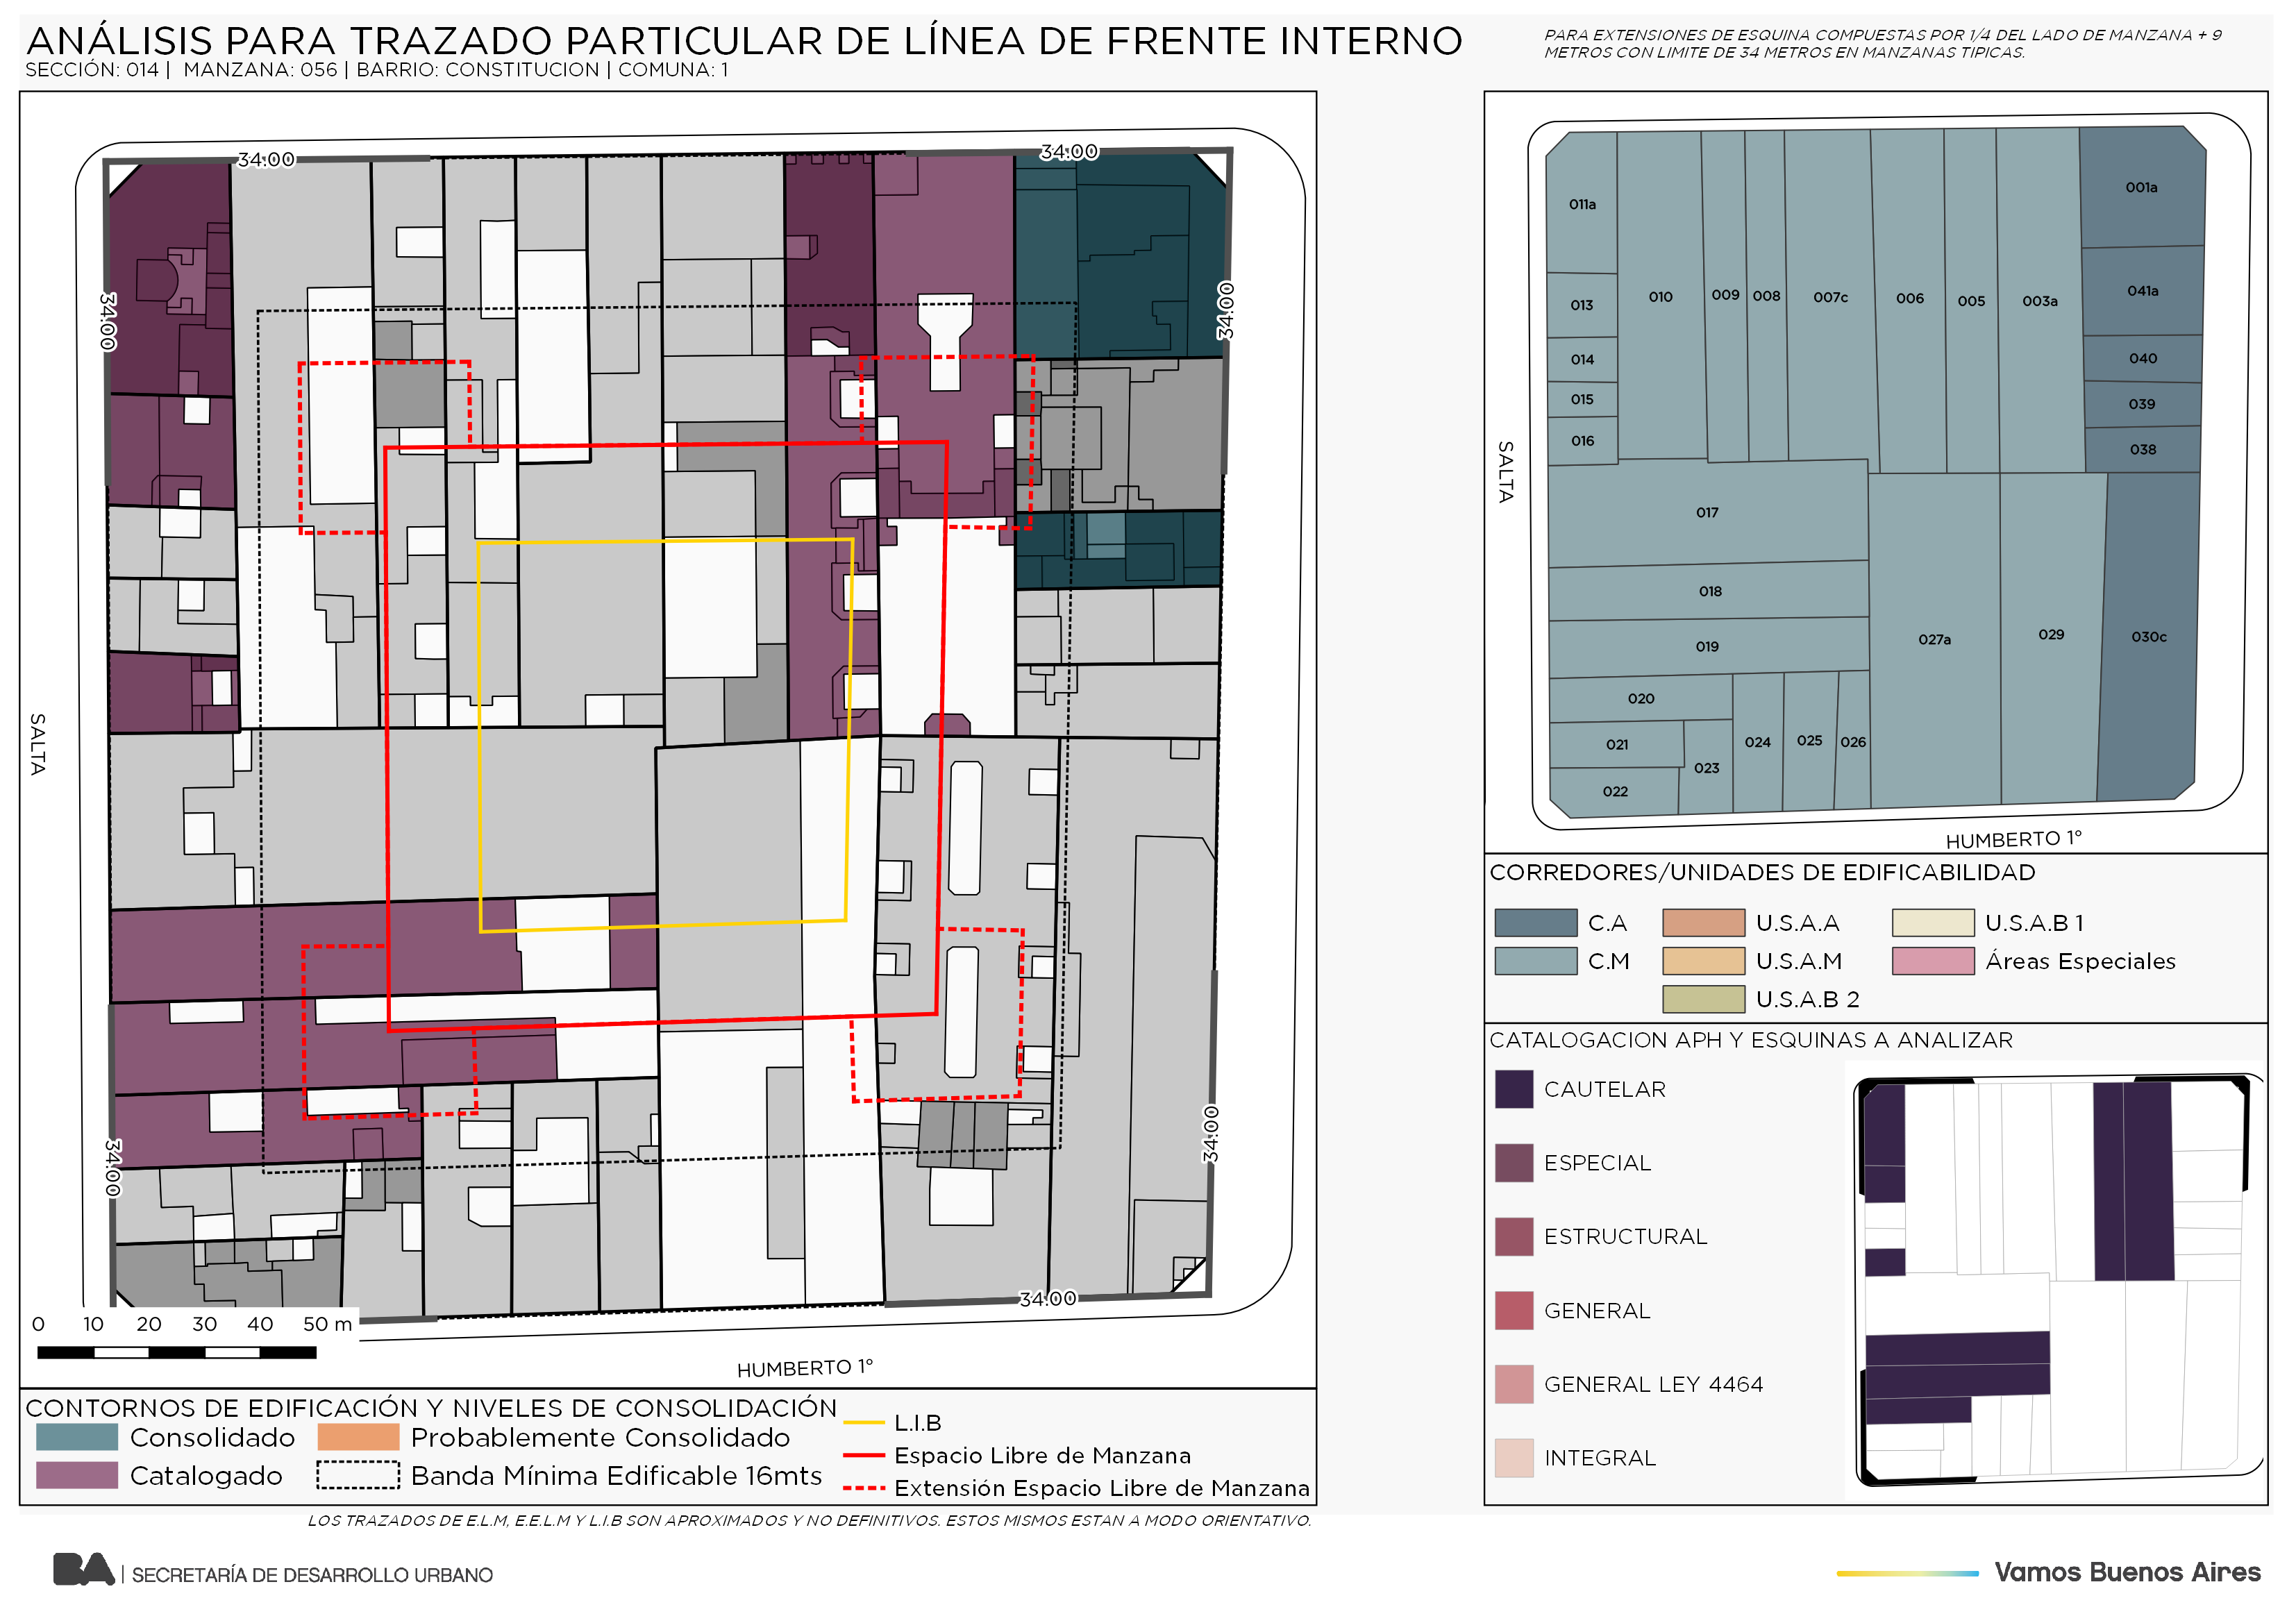 ANÁLISIS PARA TRAZADO PARTICULAR DE LÍNEA DE FRENTE INTERNO
SECCIÓN: 014 | MANZANA: 056 | BARRIO: CONSTITUCION | COMUNA: 1
PARA EXTENSIONES DE ESQUINA COMPUESTAS POR 1/4 DEL LADO DE MANZANA + 9
METROS CON LIMITE DE 34 METROS EN MANZANAS TIPICAS.
34.00
34.00
34.00
34.00
SALTA
34.00
34.00
34.00
0 10 20 30 40 50 m
HUMBERTO 1°
CONTORNOS DE EDIFICACIÓN Y NIVELES DE CONSOLIDACIÓN
Consolidado
Probablemente Consolidado
Catalogado
Banda Mínima Edificable 16mts
L.I.B
Espacio Libre de Manzana
Extensión Espacio Libre de Manzana
LOS TRAZADOS DE E.L.M, E.E.L.M Y L.I.B SON APROXIMADOS Y NO DEFINITIVOS. ESTOS MISMOS ESTAN A MODO ORIENTATIVO.
001a
011a
041a
013
010
009
008
007c
006
005
003a
014
040
015
039
016
038
SALTA
017
018
019
027a
029
030c
020
021
024
025
026
023
022
HUMBERTO 1°
CORREDORES/UNIDADES DE EDIFICABILIDAD
C.A
U.S.A.A
U.S.A.B 1
C.M
U.S.A.M
Áreas Especiales
U.S.A.B 2
CATALOGACION APH Y ESQUINAS A ANALIZAR
CAUTELAR
ESPECIAL
ESTRUCTURAL
GENERAL
GENERAL LEY 4464
INTEGRAL
BA | SECRETARÍA DE DESARROLLO URBANO
Vamos Buenos Aires